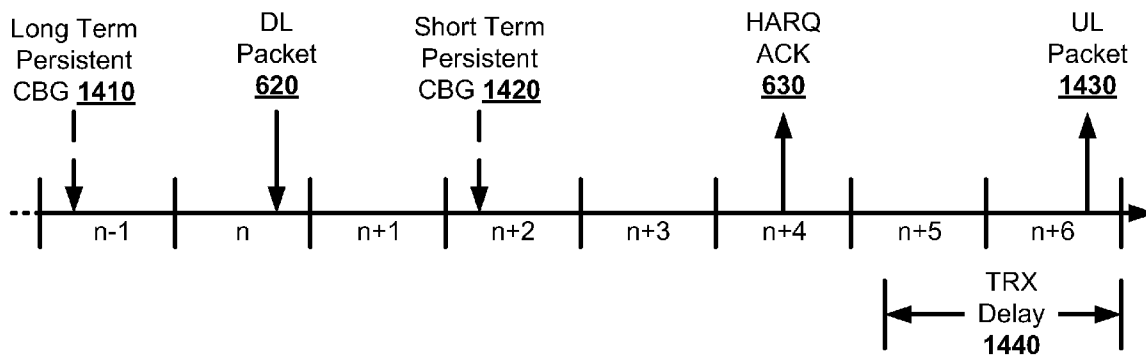 Long Term
Persistent
CBG 1410
DL
Packet
620
Short Term
Persistent
CBG 1420
HARQ
ACK
630
UL
Packet
1430
n-1
n
n+1
n+2
n+3
n+4
n+5
n+6
TRX
Delay
1440